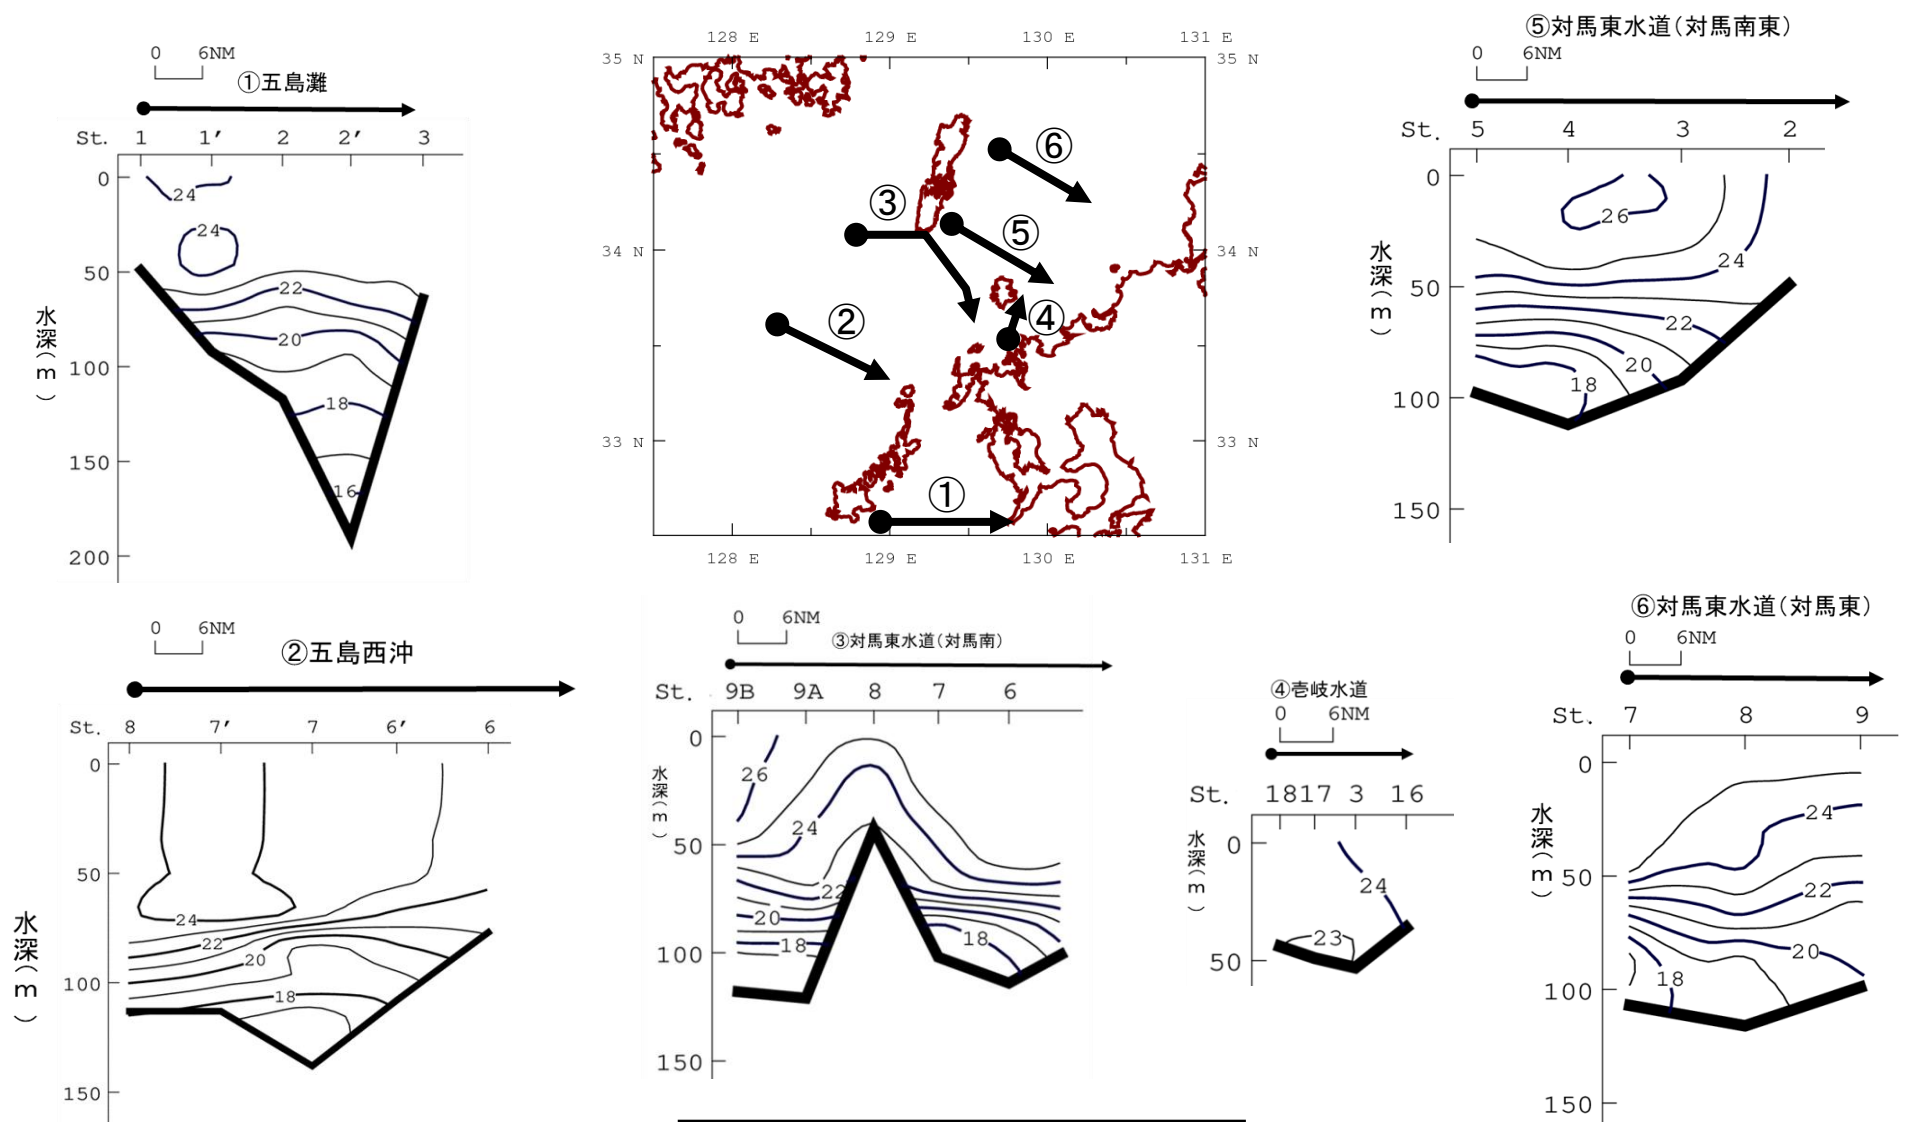 0 6NM
①五島灘
St. 1 1′ 2 2′ 3
水深(m)
0
50
100
150
200
24
24
22
20
18
16
128 E 129 E 130 E 131 E
35 N 35 N
34 N 34 N
33 N 33 N
128 E 129 E 130 E 131 E
①
②
③
④
⑤
⑥
⑤対馬東水道(対馬南東)
0 6NM
St. 5 4 3 2
水深(m)
0
50
100
150
26
24
22
20
18
0 6NM
②五島西沖
St. 8 7′ 7 6′ 6
水深(m)
0
50
100
150
24
22
20
18
0 6NM
③対馬東水道(対馬南)
St. 9B 9A 8 7 6
水深(m)
0
50
100
150
26
24
22
20
18
18
④壱岐水道
0 6NM
St. 18 17 3 16
水深(m)
0
50
24
23
⑥対馬東水道(対馬東)
0 6NM
St. 7 8 9
水深(m)
0
50
100
150
24
22
20
18